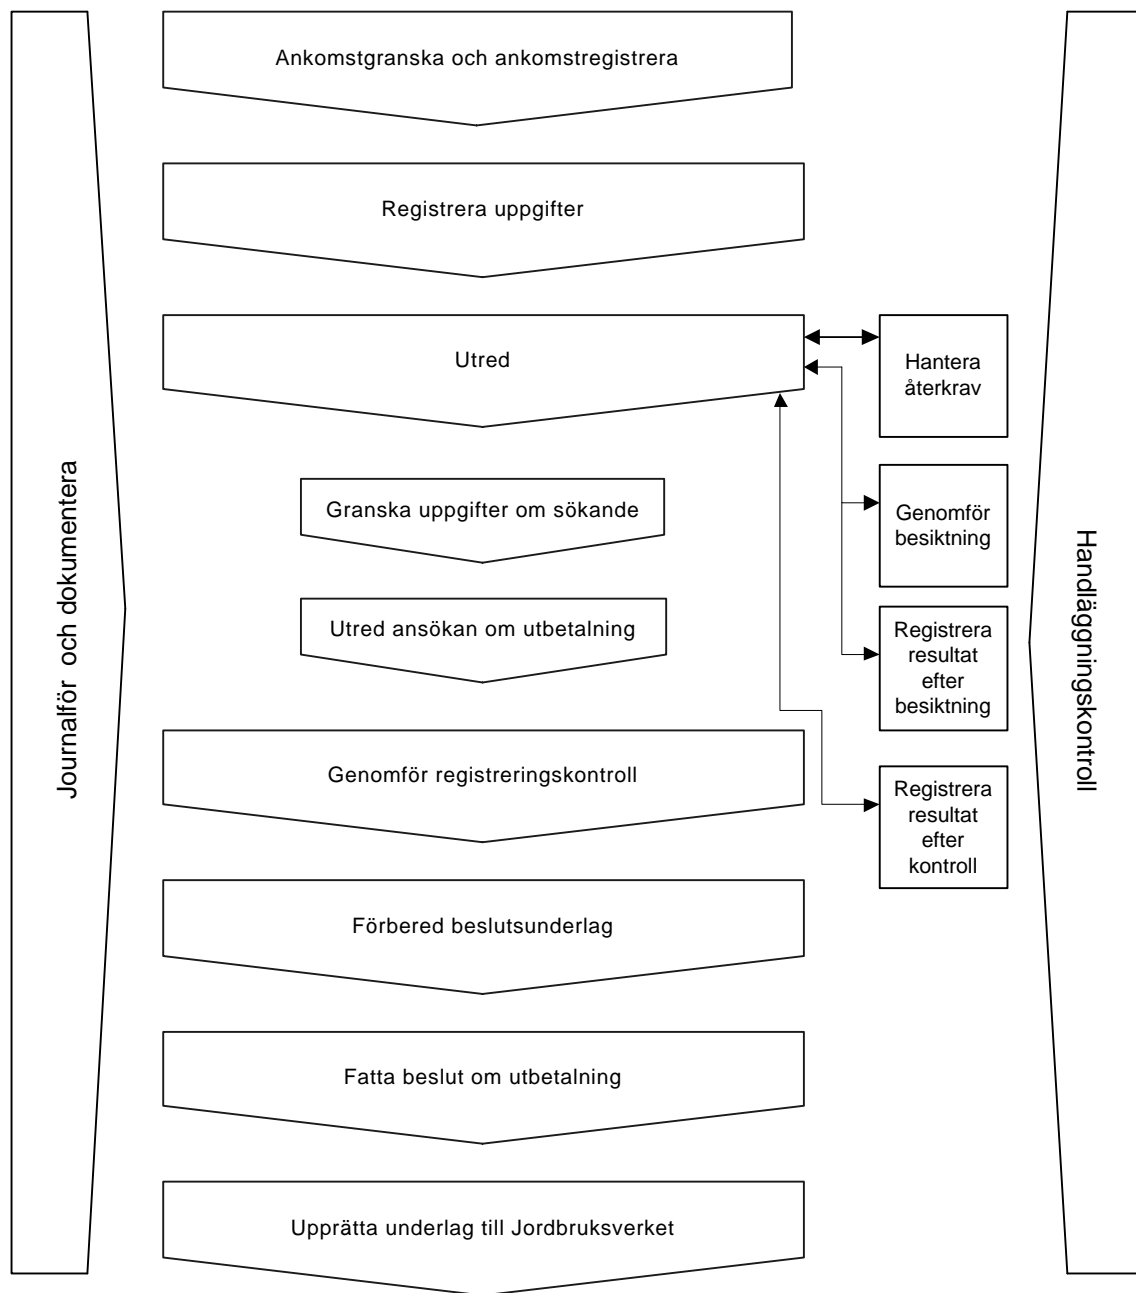 Ankomstgranska och ankomstregistrera
Registrera uppgifter
Utred
Hantera
återkrav
Granska uppgifter om sökande
Genomför
besiktning
Utred ansökan om utbetalning
Registrera
resultat
efter
besiktning
Genomför registreringskontroll
Registrera
resultat
efter
kontroll
Förbered beslutsunderlag
Fatta beslut om utbetalning
Upprätta underlag till Jordbruksverket
Journalför och dokumentera
Handläggningskontroll